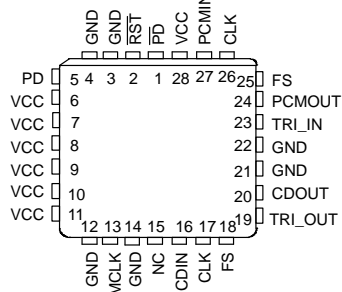 GND GND R̅S̅T̅ P̅D̅ VCC PCMIN CLK
PD 5 4 3 2 1 28 27 26 25 FS
VCC 6 24 PCMOUT
VCC 7 23 TRI_IN
VCC 8 22 GND
VCC 9 21 GND
VCC 10 20 CDOUT
VCC 11 12 13 14 15 16 17 18 19 TRI_OUT
GND MCLK GND NC CDIN CLK FS